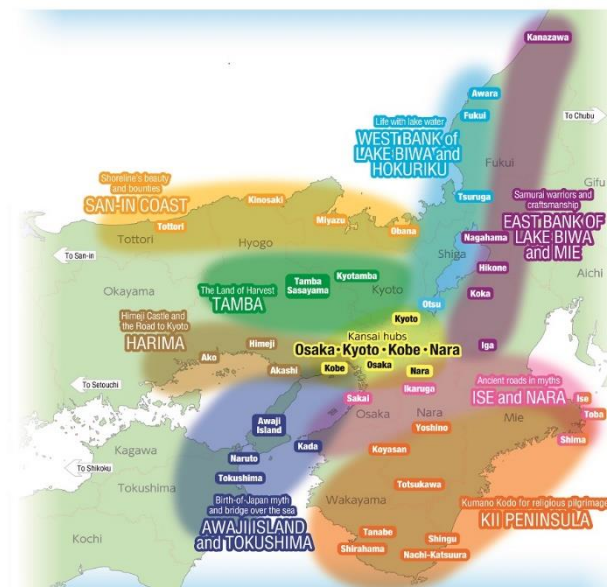 Kanazawa
Awara
Life with lake water
Fukui
WEST BANK of
LAKE BIWA and
HOKURIKU
To Chubu
Fukui
Gifu
Shoreline's beauty
and bounties
SAN-IN COAST
Kinosaki
Tottori
Miyazu
Obama
Tottori
Hyogo
Tsuruga
Samurai warriors and
craftsmanship
EAST BANK of
LAKE BIWA
and MIE
Nagahama
Shiga
Hikone
Aichi
To San-in
Okayama
The Land of Harvest
TAMBA
Tamba
Sasayama
Kyotamba
Kyoto
Koka
Otsu
Himeji Castle and
the Road to Kyoto
HARIMA
Kyoto
Kansai hubs
Osaka・Kyoto・Kobe・Nara
Himeji
Ako
Akashi
Kobe
Osaka
Nara
Iga
To Setouchi
Ikaruga
Sakai
Ancient roads in myths
ISE and NARA
Ise
Toba
Shima
Osaka
Nara
Mie
Awaji
Island
Yoshino
Kada
Koyasan
Kagawa
Naruto
To Shikoku
Tokushima
Tokushima
Totsukawa
Birth-of-Japan myth
and bridge over the sea
AWAJIISLAND
and TOKUSHIMA
Wakayama
Kumano Kodo for religious pilgrimage
KII PENINSULA
Kochi
Tanabe
Shingu
Shirahama
Nachi-Katsuura